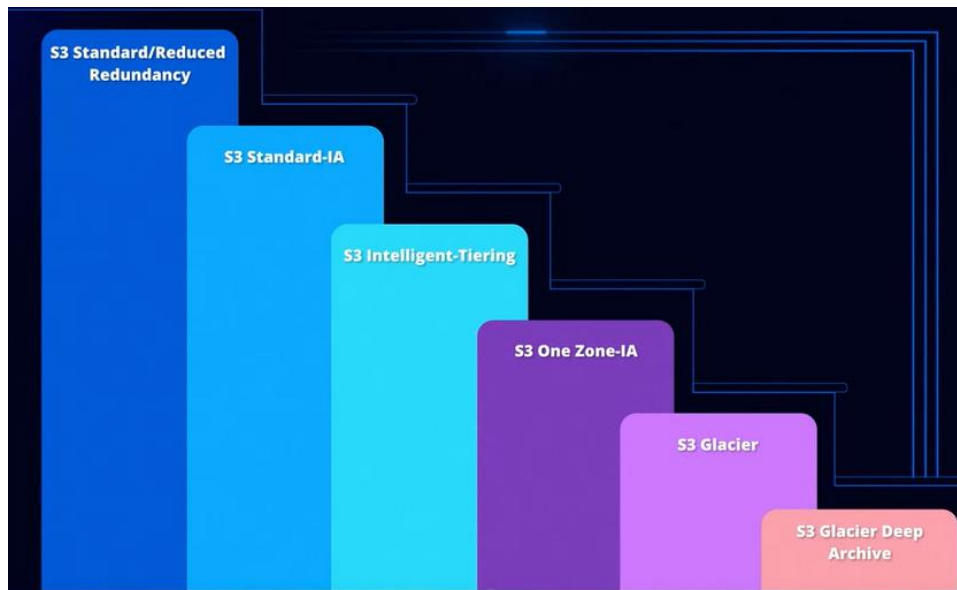 S3 Standard/Reduced
Redundancy
S3 Standard-IA
S3 Intelligent-Tiering
S3 One Zone-IA
S3 Glacier
S3 Glacier Deep
Archive